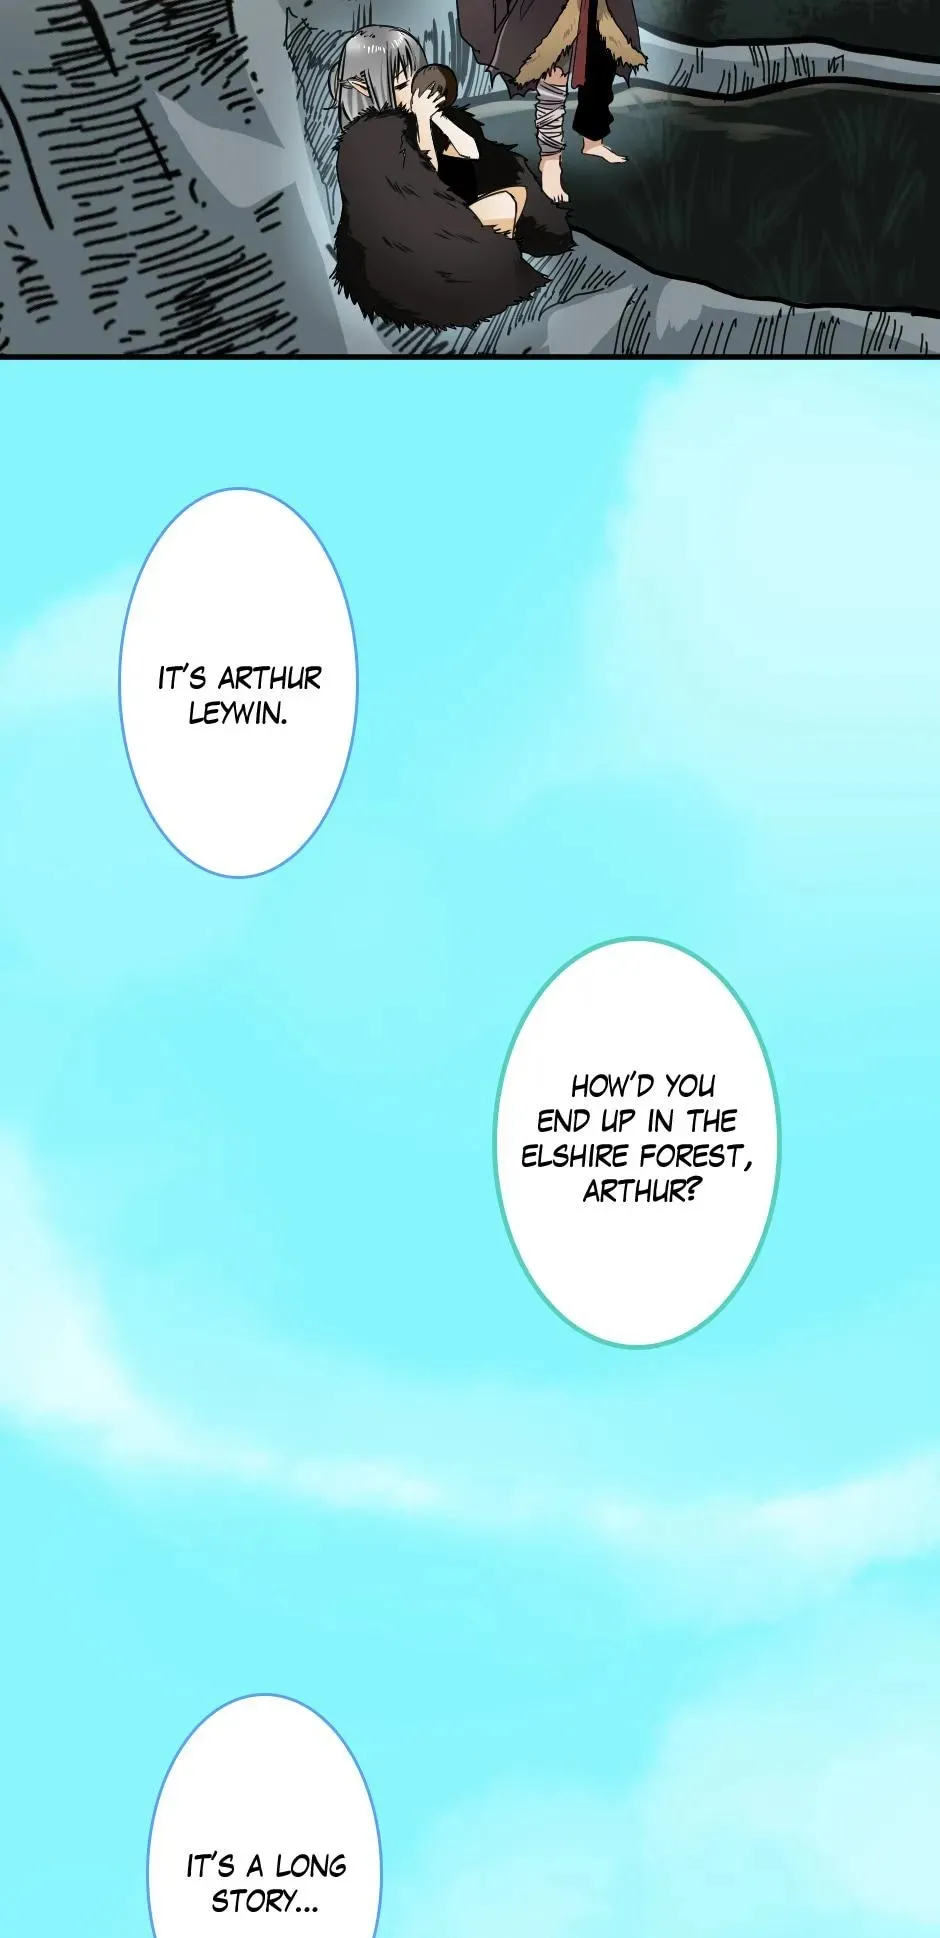 IT'S ARTHUR
LEYWIN.
HOW'D YOU
END UP IN THE
ELSHIRE FOREST,
ARTHUR?
IT'S A LONG
STORY...